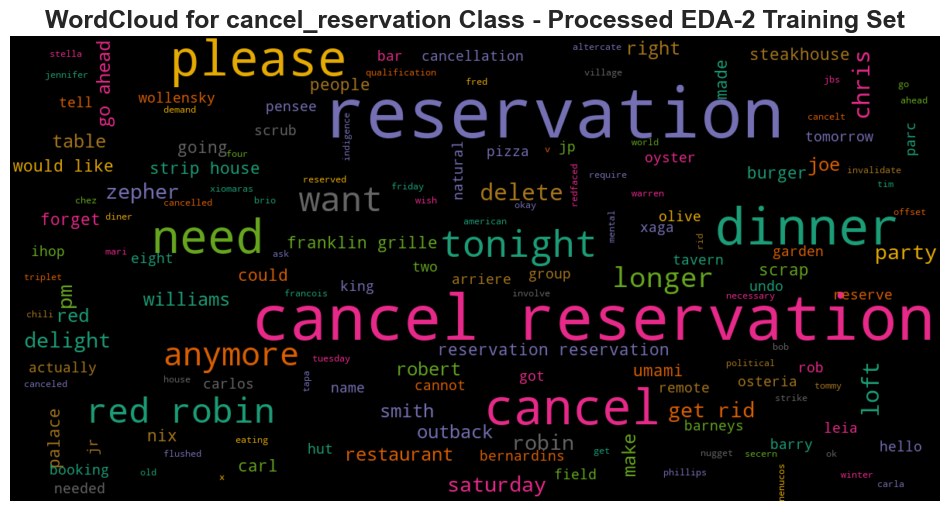 WordCloud for cancel_reservation Class - Processed EDA-2 Training Set
stella
jennifer
go ahead
please
bar
cancellation
qualification
fred
altercate
right
village
people
made
steakhouse
chris
jbs
go
ahead
tell
wollensky
demand
pensee
indigence
reservation
cancelt
tomorrow
parc
table
scrub
going
four
would like
strip house
natural
pizza
v
jp
world
oyster
burger
joe
invalidate
tim
zepher
xiomaras
reserved
want
delete
redfaced
require
warren
chez
cancelled
brio
friday
wish
okay
forget
diner
american
mental
xaga
olive
rid
offset
dinner
need
ask
franklin grille
tonight
tavern
garden
party
ihop
mari
eight
two
group
longer
scrap
triplet
pm
could
king
arriere
undo
williams
francois
involve
necessary
reserve
chili
red
cancel reservation
delight
reservation reservation
bob
actually
anymore
tuesday
robert
got
umami
political
rob
canceled
house
carlos
tapa
name
cannot
remote
osteria
tommy
loft
strike
red robin
smith
cancel
get rid
palace
jr
nix
outback
robin
barneys
leia
eating
make
barry
hello
flushed
hut
restaurant
bernardins
get
nugget
secern
ok
booking
old
carl
field
phillips
menucos
winter
carla
needed
x
saturday